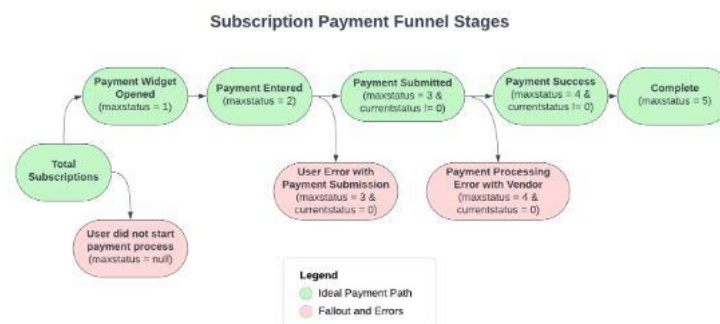 Subscription Payment Funnel Stages
Payment Widget
Opened
(maxstatus = 1)
Payment Entered
(maxstatus = 2)
Payment Submitted
(maxstatus = 3 &
currentstatus != 0)
Payment Success
(maxstatus = 4 &
currentstatus != 0)
Complete
(maxstatus = 5)
Total
Subscriptions
User Error with
Payment Submission
(maxstatus = 3 &
currentstatus = 0)
Payment Processing
Error with Vendor
(maxstatus = 4 &
currentstatus = 0)
User did not start
payment process
(maxstatus = null)
Legend
Ideal Payment Path
Fallout and Errors